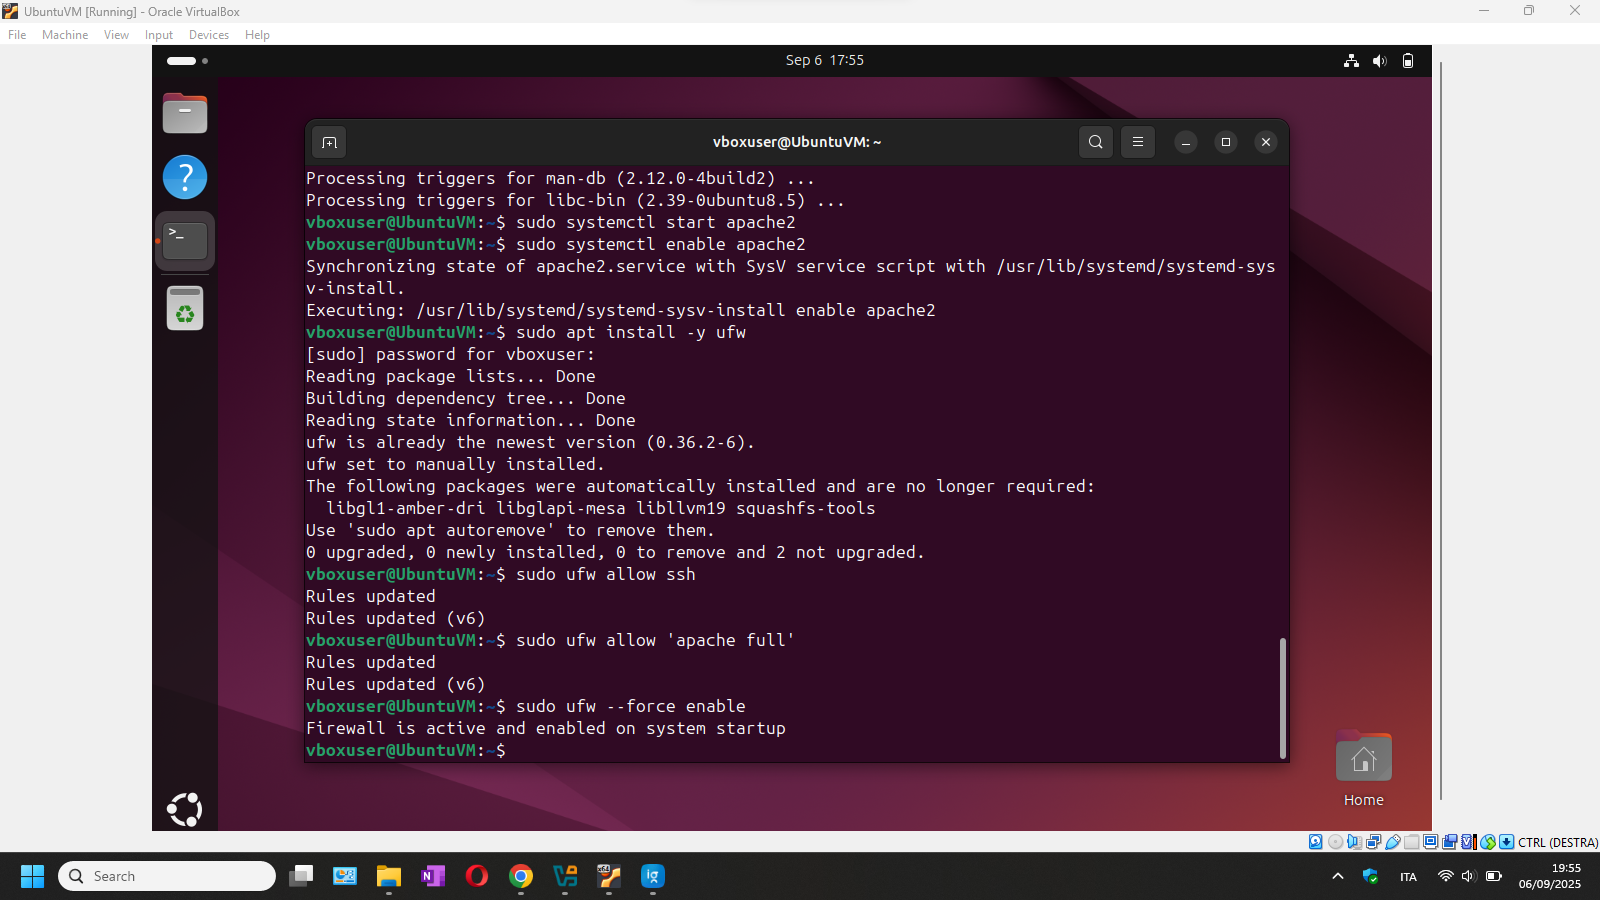 UbuntuVM [Running] - Oracle VirtualBox
File Machine View Input Devices Help
Sep 6 17:55
vboxuser@UbuntuVM: ~
Processing triggers for man-db (2.12.0-4build2) ...
Processing triggers for libc-bin (2.39-0ubuntu8.5) ...
vboxuser@UbuntuVM:~$ sudo systemctl start apache2
vboxuser@UbuntuVM:~$ sudo systemctl enable apache2
Synchronizing state of apache2.service with SysV service script with /usr/lib/systemd/systemd-sys
v-install.
Executing: /usr/lib/systemd/systemd-sysv-install enable apache2
vboxuser@UbuntuVM:~$ sudo apt install -y ufw
[sudo] password for vboxuser:
Reading package lists... Done
Building dependency tree... Done
Reading state information... Done
ufw is already the newest version (0.36.2-6).
ufw set to manually installed.
The following packages were automatically installed and are no longer required:
libgl1-amber-dri libglapi-mesa libllvm19 squashfs-tools
Use 'sudo apt autoremove' to remove them.
0 upgraded, 0 newly installed, 0 to remove and 2 not upgraded.
vboxuser@UbuntuVM:~$ sudo ufw allow ssh
Rules updated
Rules updated (v6)
vboxuser@UbuntuVM:~$ sudo ufw allow 'apache full'
Rules updated
Rules updated (v6)
vboxuser@UbuntuVM:~$ sudo ufw --force enable
Firewall is active and enabled on system startup
vboxuser@UbuntuVM:~$
Home
CTRL (DESTRA)
Search
ITA
19:55
06/09/2025